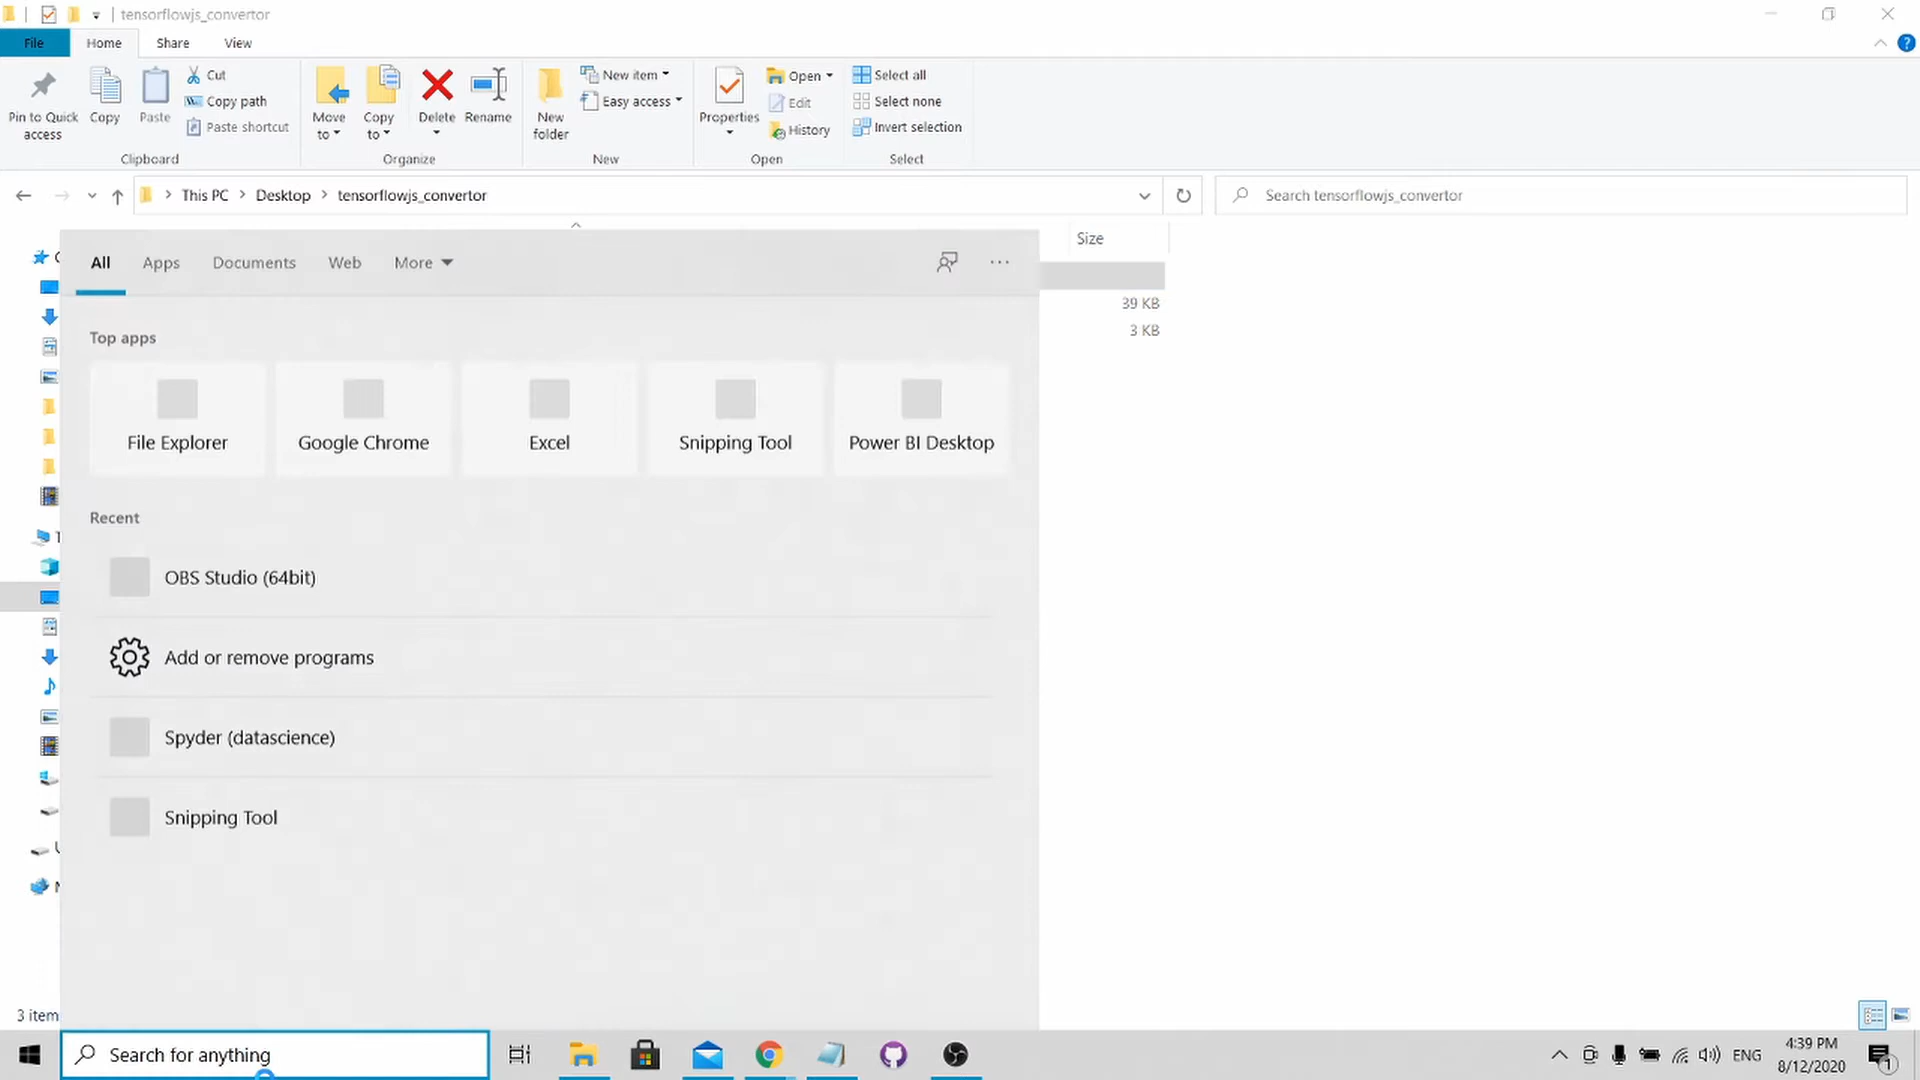 tensorflowjs_convertor
File Home Share View
Pin to Quick access
Copy
Paste
Cut
Copy path
Paste shortcut
Clipboard
Move to
Copy to
Delete
Rename
Organize
New folder
New item
Easy access
New
Properties
Open
Edit
History
Open
Select all
Select none
Invert selection
Select
This PC Desktop tensorflowjs_convertor
Search tensorflowjs_convertor
Size
39 KB
3 KB
All Apps Documents Web More
Top apps
File Explorer
Google Chrome
Excel
Snipping Tool
Power BI Desktop
Recent
OBS Studio (64bit)
Add or remove programs
Spyder (datascience)
Snipping Tool
3 item
Search for anything
ENG
4:39 PM
8/12/2020
1